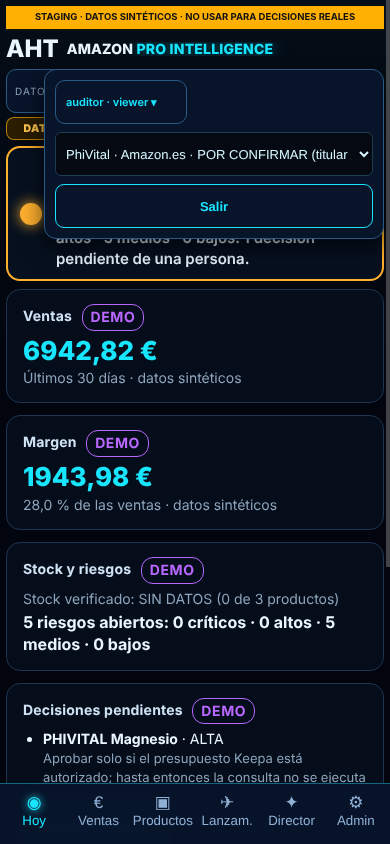 STAGING · DATOS SINTÉTICOS · NO USAR PARA DECISIONES REALES
AHT AMAZON PRO INTELLIGENCE
DATO
auditor · viewer ▾
DAT
PhiVital · Amazon.es · POR CONFIRMAR (titular
Salir
pendiente de una persona.
Ventas DEMO
6942,82 €
Últimos 30 días · datos sintéticos
Margen DEMO
1943,98 €
28,0 % de las ventas · datos sintéticos
Stock y riesgos DEMO
Stock verificado: SIN DATOS (0 de 3 productos)
5 riesgos abiertos: 0 críticos · 0 altos · 5
medios · 0 bajos
Decisiones pendientes DEMO
• PHIVITAL Magnesio · ALTA
Aprobar solo si el presupuesto Keepa está
autorizado; hasta entonces la consulta no se ejecuta
Hoy
€ Ventas
Productos
Lanzam.
Director
Admin